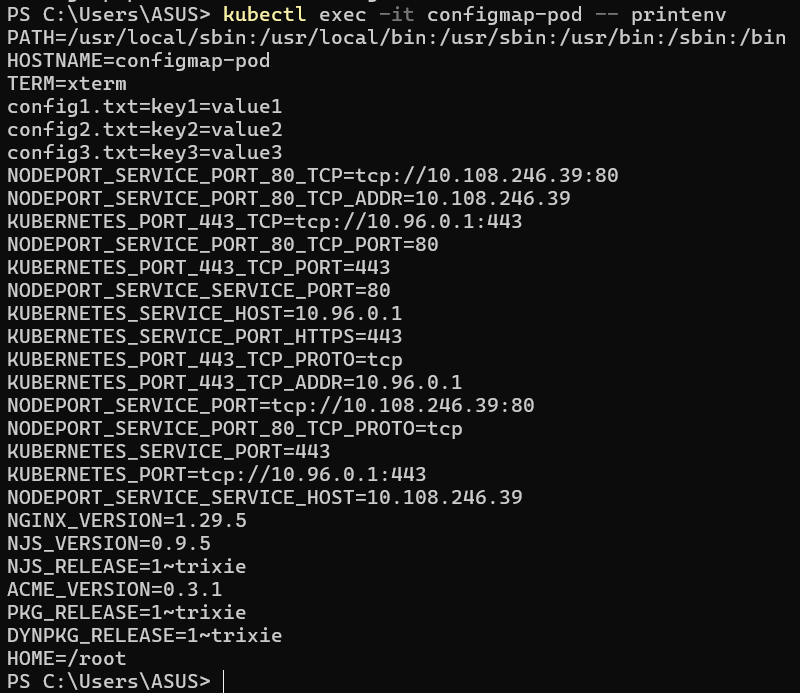 PS C:\Users\ASUS> kubectl exec -it configmap-pod -- printenv
PATH=/usr/local/sbin:/usr/local/bin:/usr/sbin:/usr/bin:/sbin:/bin
HOSTNAME=configmap-pod
TERM=xterm
config1.txt=key1=value1
config2.txt=key2=value2
config3.txt=key3=value3
NODEPORT_SERVICE_PORT_80_TCP=tcp://10.108.246.39:80
NODEPORT_SERVICE_PORT_80_TCP_ADDR=10.108.246.39
KUBERNETES_PORT_443_TCP=tcp://10.96.0.1:443
NODEPORT_SERVICE_PORT_80_TCP_PORT=80
KUBERNETES_PORT_443_TCP_PORT=443
NODEPORT_SERVICE_SERVICE_PORT=80
KUBERNETES_SERVICE_HOST=10.96.0.1
KUBERNETES_SERVICE_PORT_HTTPS=443
KUBERNETES_PORT_443_TCP_PROTO=tcp
KUBERNETES_PORT_443_TCP_ADDR=10.96.0.1
NODEPORT_SERVICE_PORT=tcp://10.108.246.39:80
NODEPORT_SERVICE_PORT_80_TCP_PROTO=tcp
KUBERNETES_SERVICE_PORT=443
KUBERNETES_PORT=tcp://10.96.0.1:443
NODEPORT_SERVICE_SERVICE_HOST=10.108.246.39
NGINX_VERSION=1.29.5
NJS_VERSION=0.9.5
NJS_RELEASE=1~trixie
ACME_VERSION=0.3.1
PKG_RELEASE=1~trixie
DYNPKG_RELEASE=1~trixie
HOME=/root
PS C:\Users\ASUS>